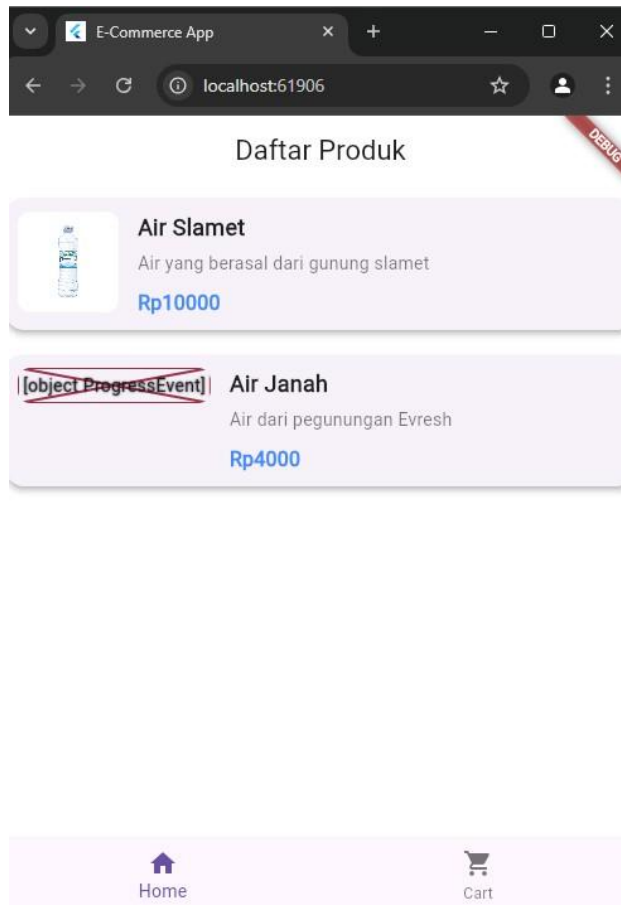 E-Commerce App
localhost:61906
Daftar Produk
DEBUG
Air Slamet
Air yang berasal dari gunung slamet
Rp10000
[object ProgressEvent]
Air Janah
Air dari pegunungan Evresh
Rp4000
Home
Cart